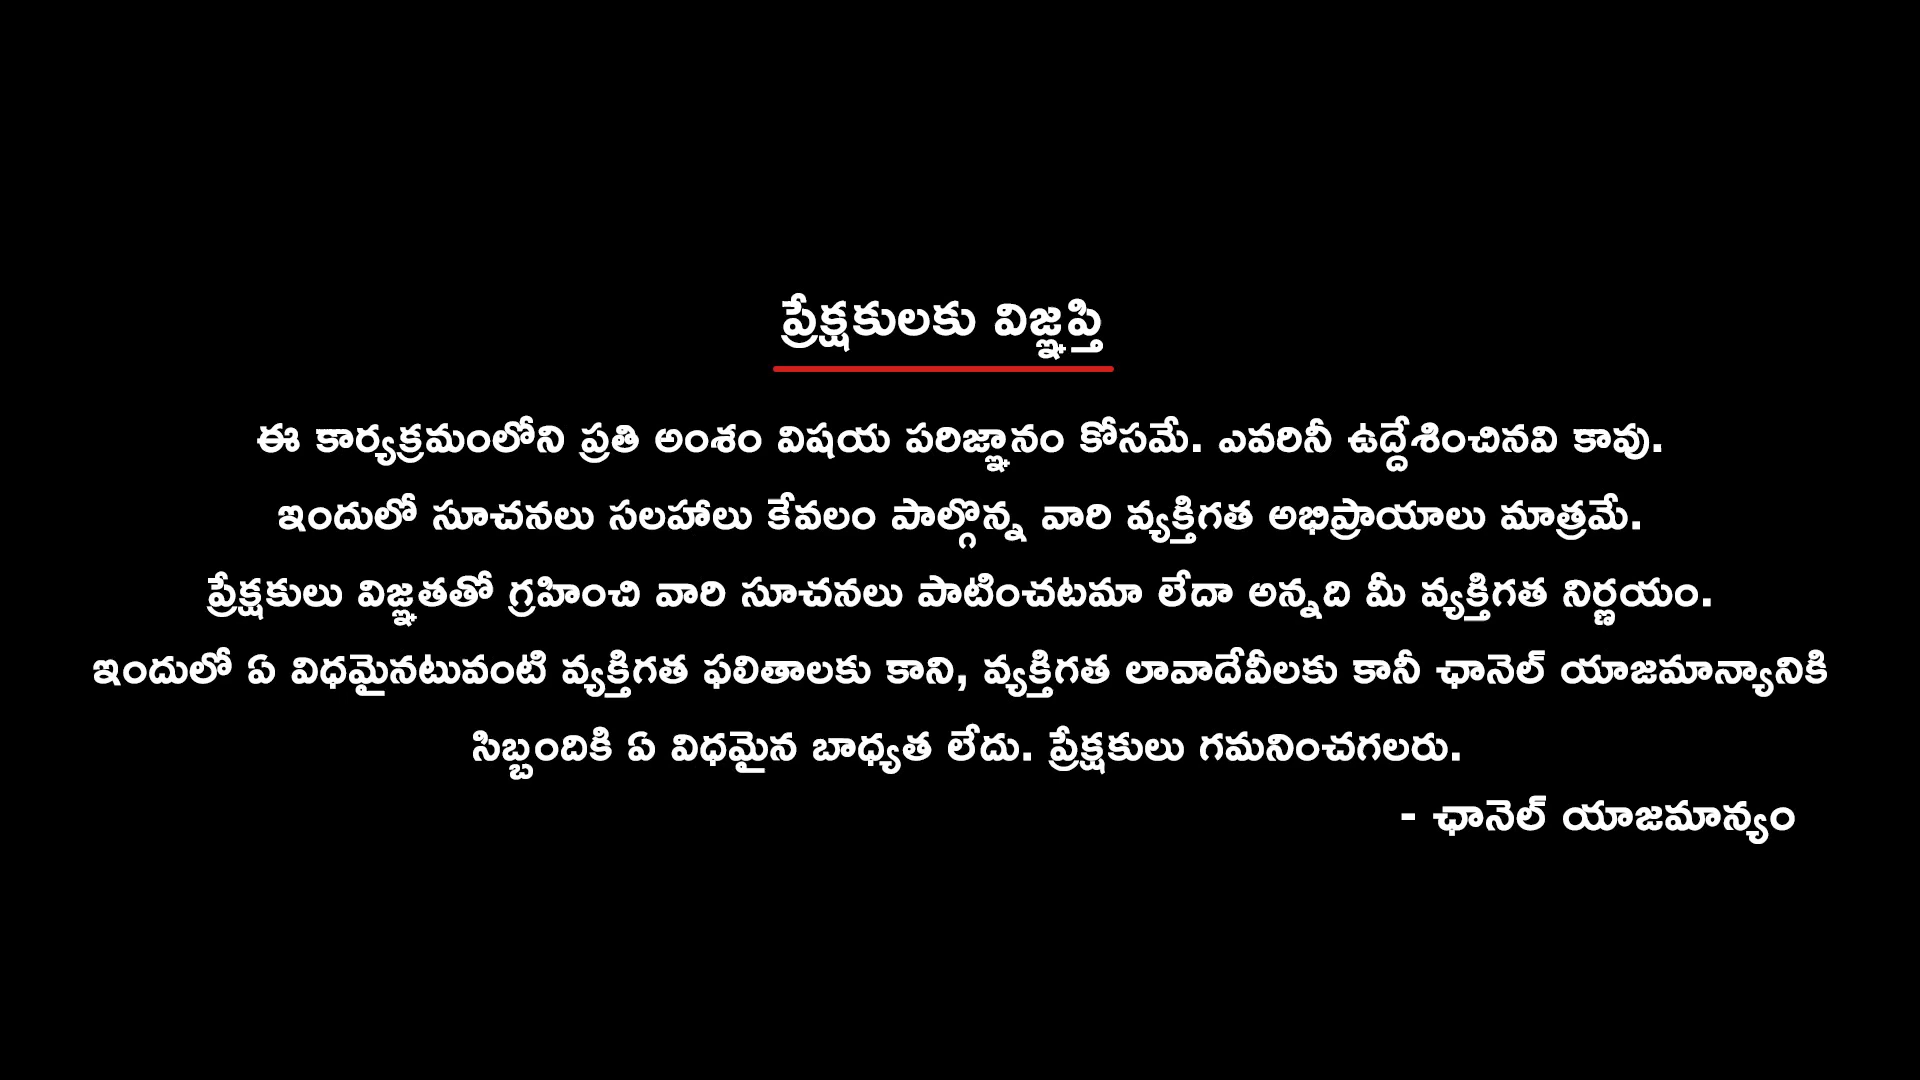 ప్రేక్షకులకు విజ్ఞప్తి
ఈ కార్యక్రమంలోని ప్రతి అంశం విషయ పరిజ్ఞానం కోసమే. ఎవరినీ ఉద్దేశించినవి కావు.
ఇందులో సూచనలు సలహాలు కేవలం పాల్గొన్న వారి వ్యక్తిగత అభిప్రాయాలు మాత్రమే.
ప్రేక్షకులు విజ్ఞతతో గ్రహించి వారి సూచనలు పాటించటమా లేదా అన్నది మీ వ్యక్తిగత నిర్ణయం.
ఇందులో ఏ విధమైనటువంటి వ్యక్తిగత ఫలితాలకు కాని, వ్యక్తిగత లావాదేవీలకు కానీ ఛానెల్ యాజమాన్యానికి
సిబ్బందికి ఏ విధమైన బాధ్యత లేదు. ప్రేక్షకులు గమనించగలరు.
- ఛానెల్ యాజమాన్యం